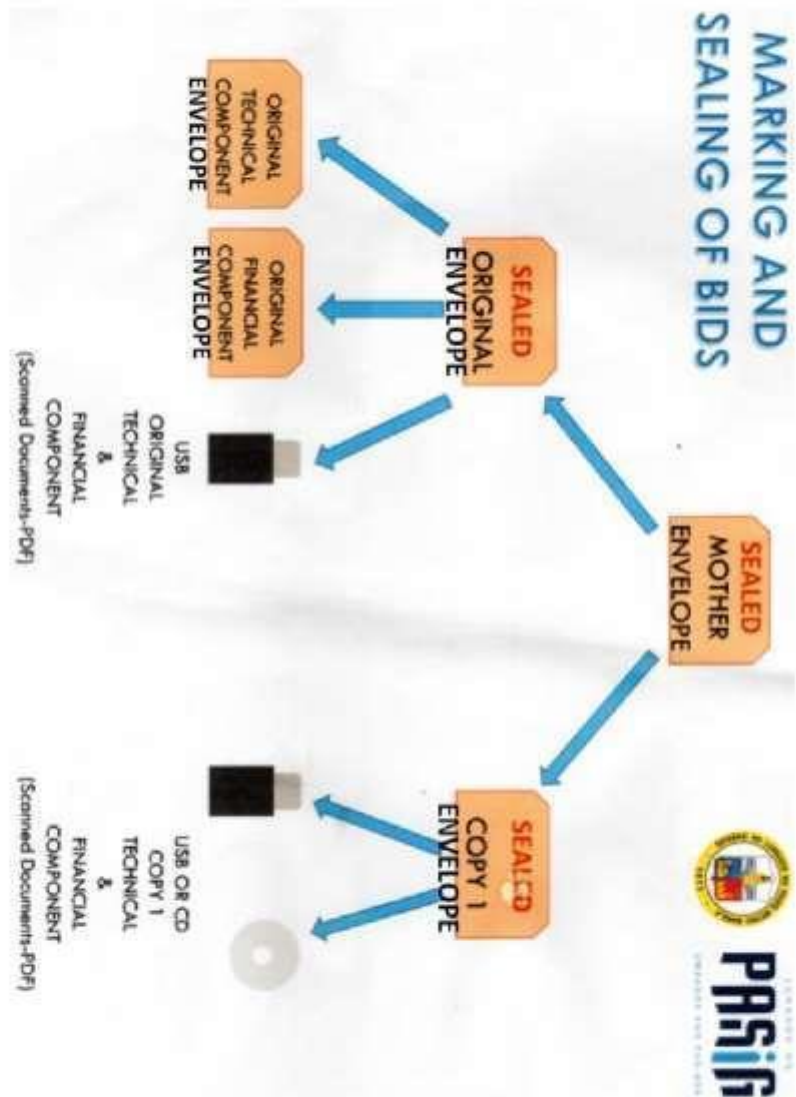 MARKING AND
SEALING OF BIDS
PASiG
SEALED
MOTHER
ENVELOPE
SEALED
ORIGINAL
ENVELOPE
SEALED
COPY 1
ENVELOPE
ORIGINAL
TECHNICAL
COMPONENT
ENVELOPE
ORIGINAL
FINANCIAL
COMPONENT
ENVELOPE
USB
ORIGINAL
TECHNICAL
&
FINANCIAL
COMPONENT
(Scanned Documents-PDF)
USB OR CD
COPY 1
TECHNICAL
&
FINANCIAL
COMPONENT
(Scanned Documents-PDF)